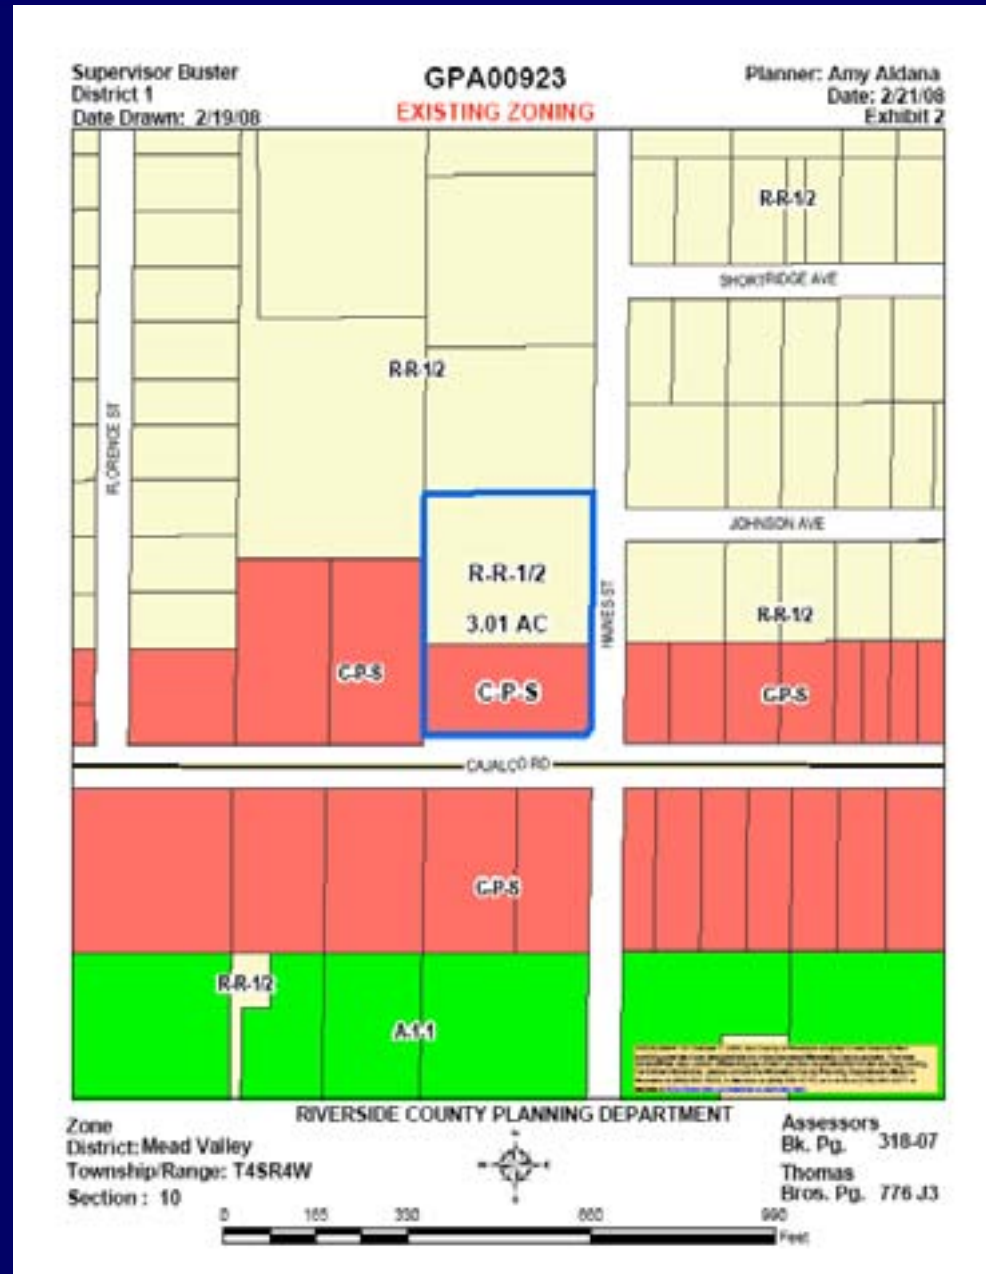 Supervisor Buster
District 1
Date Drawn: 2/19/08
GPA00923
EXISTING ZONING
Planner: Amy Aldana
Date: 2/21/08
Exhibit 2
R-R-1/2
SHORTRIDGE AVE
R-R-1/2
FLORENCE ST
JOHNSON AVE
R-R-1/2
3.01 AC
HAINES ST
R-R-1/2
C-P-S
C-P-S
C-P-S
CAJALCO RD
C-P-S
R-R-1/2
A-1-1
RIVERSIDE COUNTY PLANNING DEPARTMENT
Zone
District: Mead Valley
Township/Range: T4SR4W
Section : 10
Assessors
Bk. Pg. 318-07
Thomas
Bros. Pg. 776 J3
0 165 330 660 990
Feet